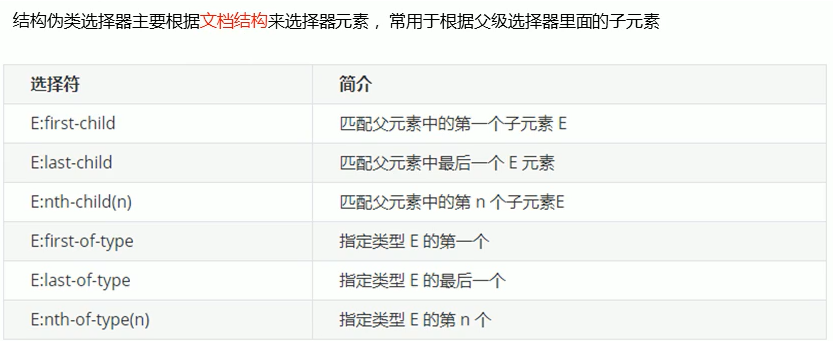 结构伪类选择器主要根据文档结构来选择器元素，常用于根据父级选择器里面的子元素
选择符 简介
E:first-child 匹配父元素中的第一个子元素 E
E:last-child 匹配父元素中最后一个 E 元素
E:nth-child(n) 匹配父元素中的第 n 个子元素E
E:first-of-type 指定类型 E 的第一个
E:last-of-type 指定类型 E 的最后一个
E:nth-of-type(n) 指定类型 E 的第 n 个